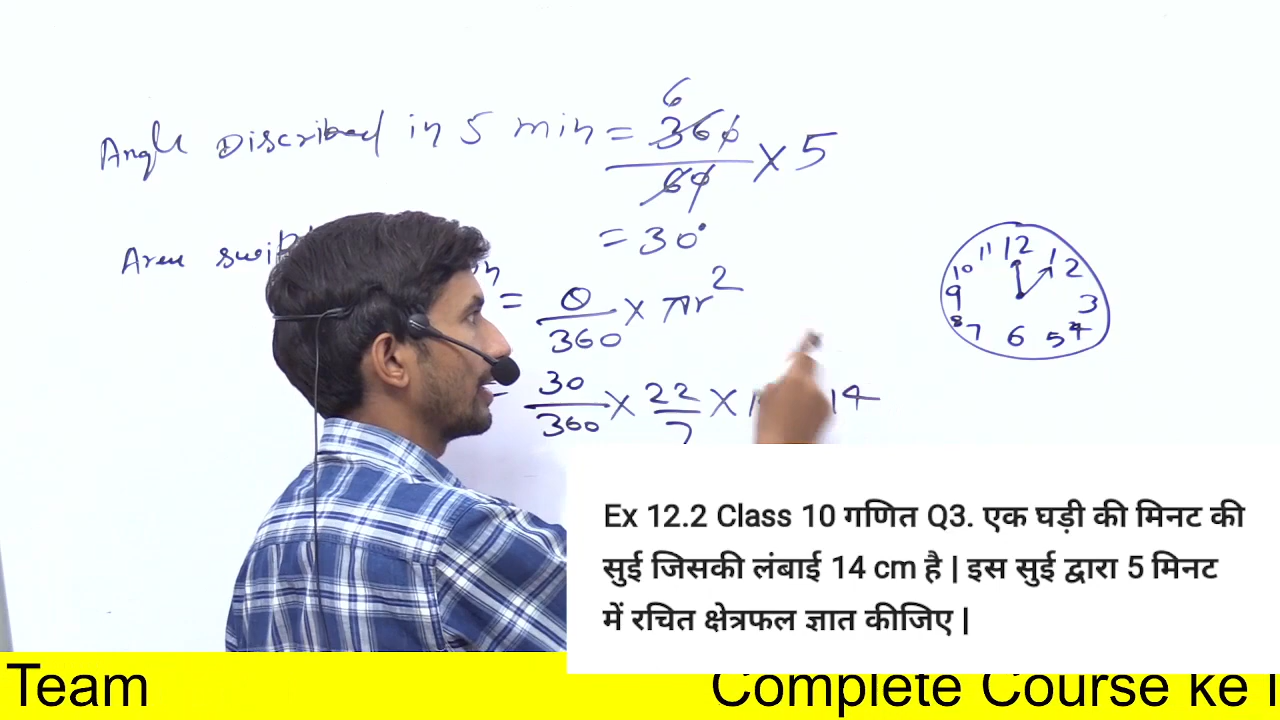 6
Angle Discribed in 5 min = 360/60 × 5
= 30°
Area
= θ/360 × πr²
= 30/360 × 22/7 × 14
12
11 1
10 2
9 3
8 4
7 6 5
Ex 12.2 Class 10 गणित Q3. एक घड़ी की मिनट की
सुई जिसकी लंबाई 14 cm है | इस सुई द्वारा 5 मिनट
में रचित क्षेत्रफल ज्ञात कीजिए |
Team Complete Course ke